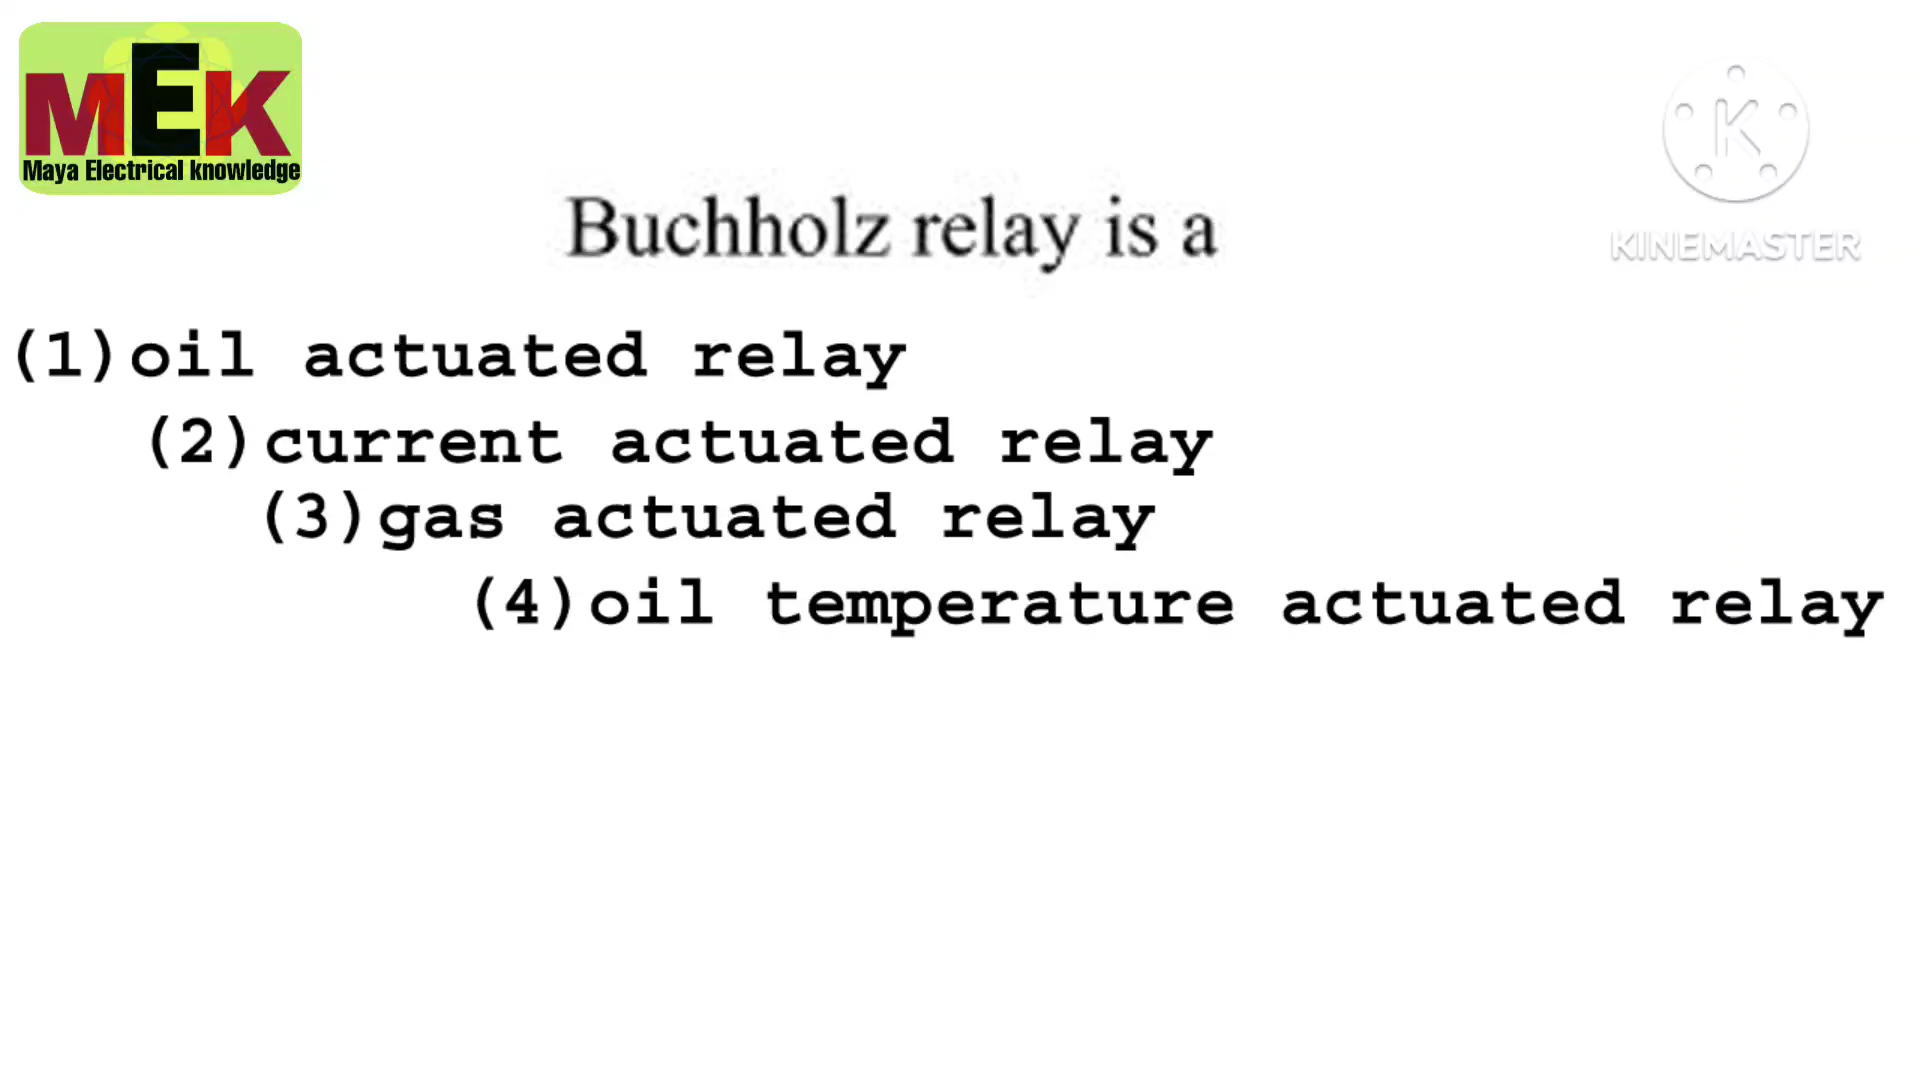 MEK
Maya Electrical knowledge
K
KINEMASTER
Buchholz relay is a
(1)oil actuated relay
(2)current actuated relay
(3)gas actuated relay
(4)oil temperature actuated relay